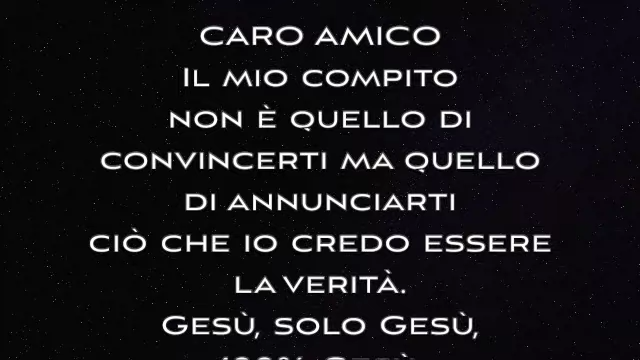 CARO AMICO
IL MIO COMPITO
NON È QUELLO DI
CONVINCERTI MA QUELLO
DI ANNUNCIARTI
CIÒ CHE IO CREDO ESSERE
LA VERITÀ.
GESÙ, SOLO GESÙ,